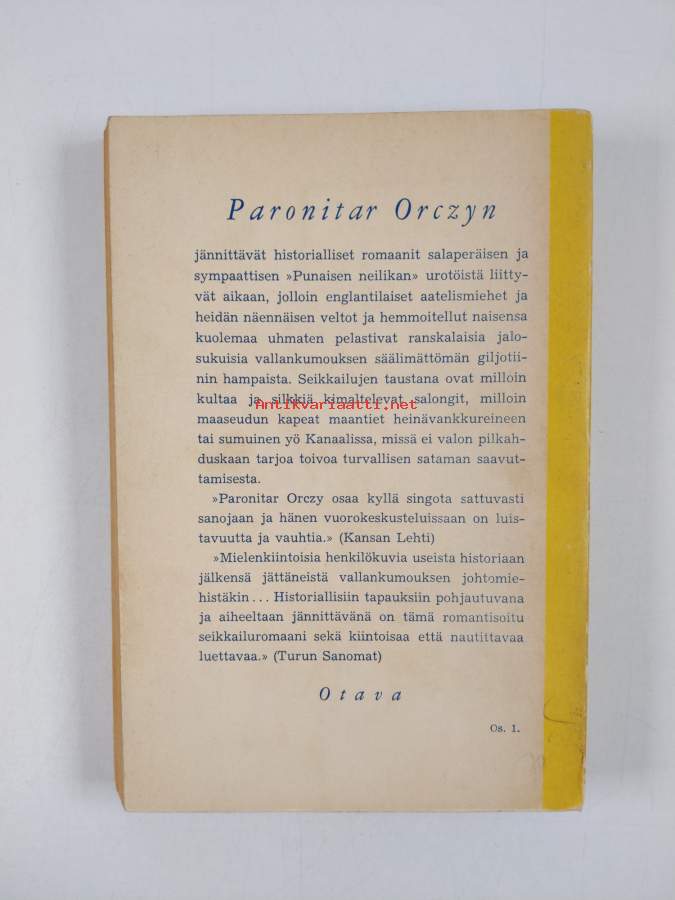 Paronitar Orczyn
jännittävät historialliset romaanit salaperäisen ja
sympaattisen »Punaisen neilikan» urotöistä liitty-
vät aikaan, jolloin englantilaiset aatelismiehet ja
heidän näennäisen veltot ja hemmoitellut naisensa
kuolemaa uhmaten pelastivat ranskalaisia jalo-
sukuisia vallankumouksen säälimättömän giljotii-
nin hampaista. Seikkailujen taustana ovat milloin
kultaa ja silkkiä kimaltelevat salongit, milloin
Antikvariaatti.net
maaseudun kapeat maantiet heinävankkureineen
tai sumuinen yö Kanaalissa, missä ei valon pilkah-
duskaan tarjoa toivoa turvallisen sataman saavut-
tamisesta.
»Paronitar Orczy osaa kyllä singota sattuvasti
sanojaan ja hänen vuorokeskusteluissaan on luis-
tavuutta ja vauhtia.» (Kansan Lehti)
»Mielenkiintoisia henkilökuvia useista historiaan
jälkensä jättäneistä vallankumouksen johtomie-
histäkin... Historiallisiin tapauksiin pohjautuvana
ja aiheeltaan jännittävänä on tämä romantisoitu
seikkailuromaani sekä kiintoisaa että nautittavaa
luettavaa.» (Turun Sanomat)
Otava
Os. 1.